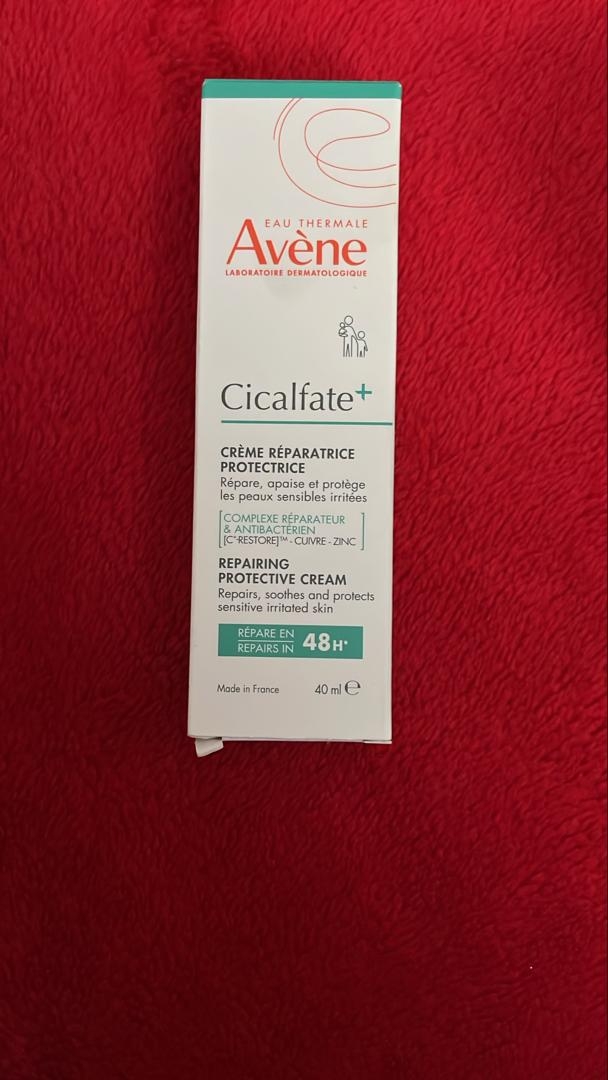 EAU THERMALE
Avène
LABORATOIRE DERMATOLOGIQUE
Cicalfate+
CRÈME RÉPARATRICE
PROTECTRICE
Répare, apaise et protège
les peaux sensibles irritées
COMPLEXE RÉPARATEUR
& ANTIBACTÉRIEN
[C+-RESTORE]™ - CUIVRE - ZINC
REPAIRING
PROTECTIVE CREAM
Repairs, soothes and protects
sensitive irritated skin
RÉPARE EN
REPAIRS IN 48H*
Made in France 40 ml ℮